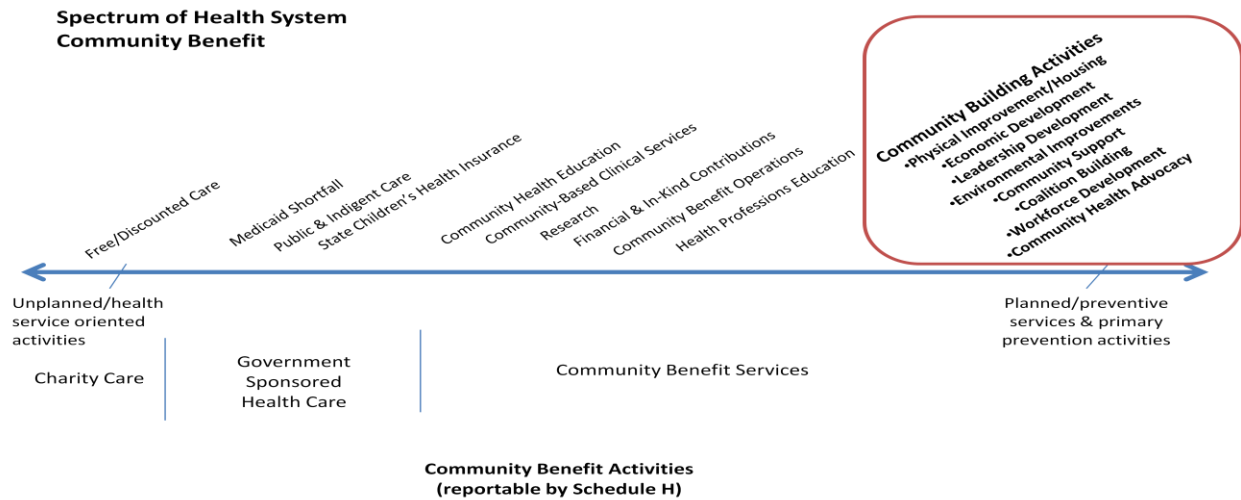 Spectrum of Health System
Community Benefit
Free/Discounted Care
Medicaid Shortfall
Public & Indigent Care
State Children’s Health Insurance
Community Health Education
Community-Based Clinical Services
Research
Financial & In-Kind Contributions
Community Benefit Operations
Health Professions Education
Community Building Activities
•Physical Improvement/Housing
•Economic Development
•Leadership Development
•Environmental Improvements
•Community Support
•Coalition Building
•Workforce Development
•Community Health Advocacy
Unplanned/health
service oriented
activities
Planned/preventive
services & primary
prevention activities
Charity Care
Government
Sponsored
Health Care
Community Benefit Services
Community Benefit Activities
(reportable by Schedule H)